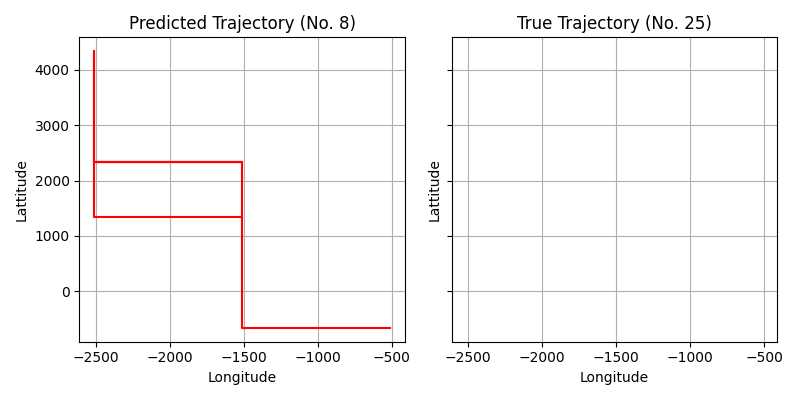 Predicted Trajectory (No. 8)
True Trajectory (No. 25)
4000
3000
2000
1000
0
Lattitude
Lattitude
−2500 −2000 −1500 −1000 −500
−2500 −2000 −1500 −1000 −500
Longitude
Longitude